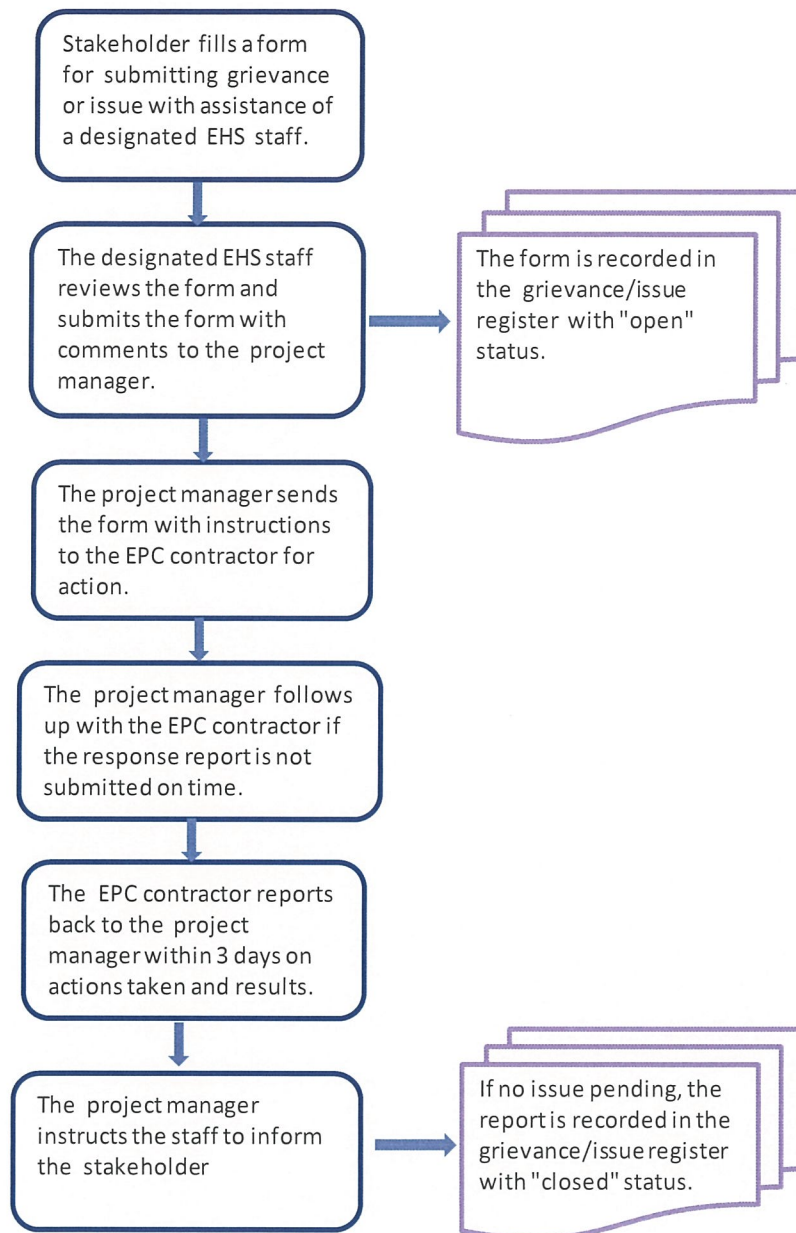 Stakeholder fills a form
for submitting grievance
or issue with assistance of
a designated EHS staff.
The designated EHS staff
reviews the form and
submits the form with
comments to the project
manager.
The form is recorded in
the grievance/issue
register with "open"
status.
The project manager sends
the form with instructions
to the EPC contractor for
action.
The project manager follows
up with the EPC contractor if
the response report is not
submitted on time.
The EPC contractor reports
back to the project
manager within 3 days on
actions taken and results.
The project manager
instructs the staff to inform
the stakeholder
If no issue pending, the
report is recorded in the
grievance/issue register
with "closed" status.